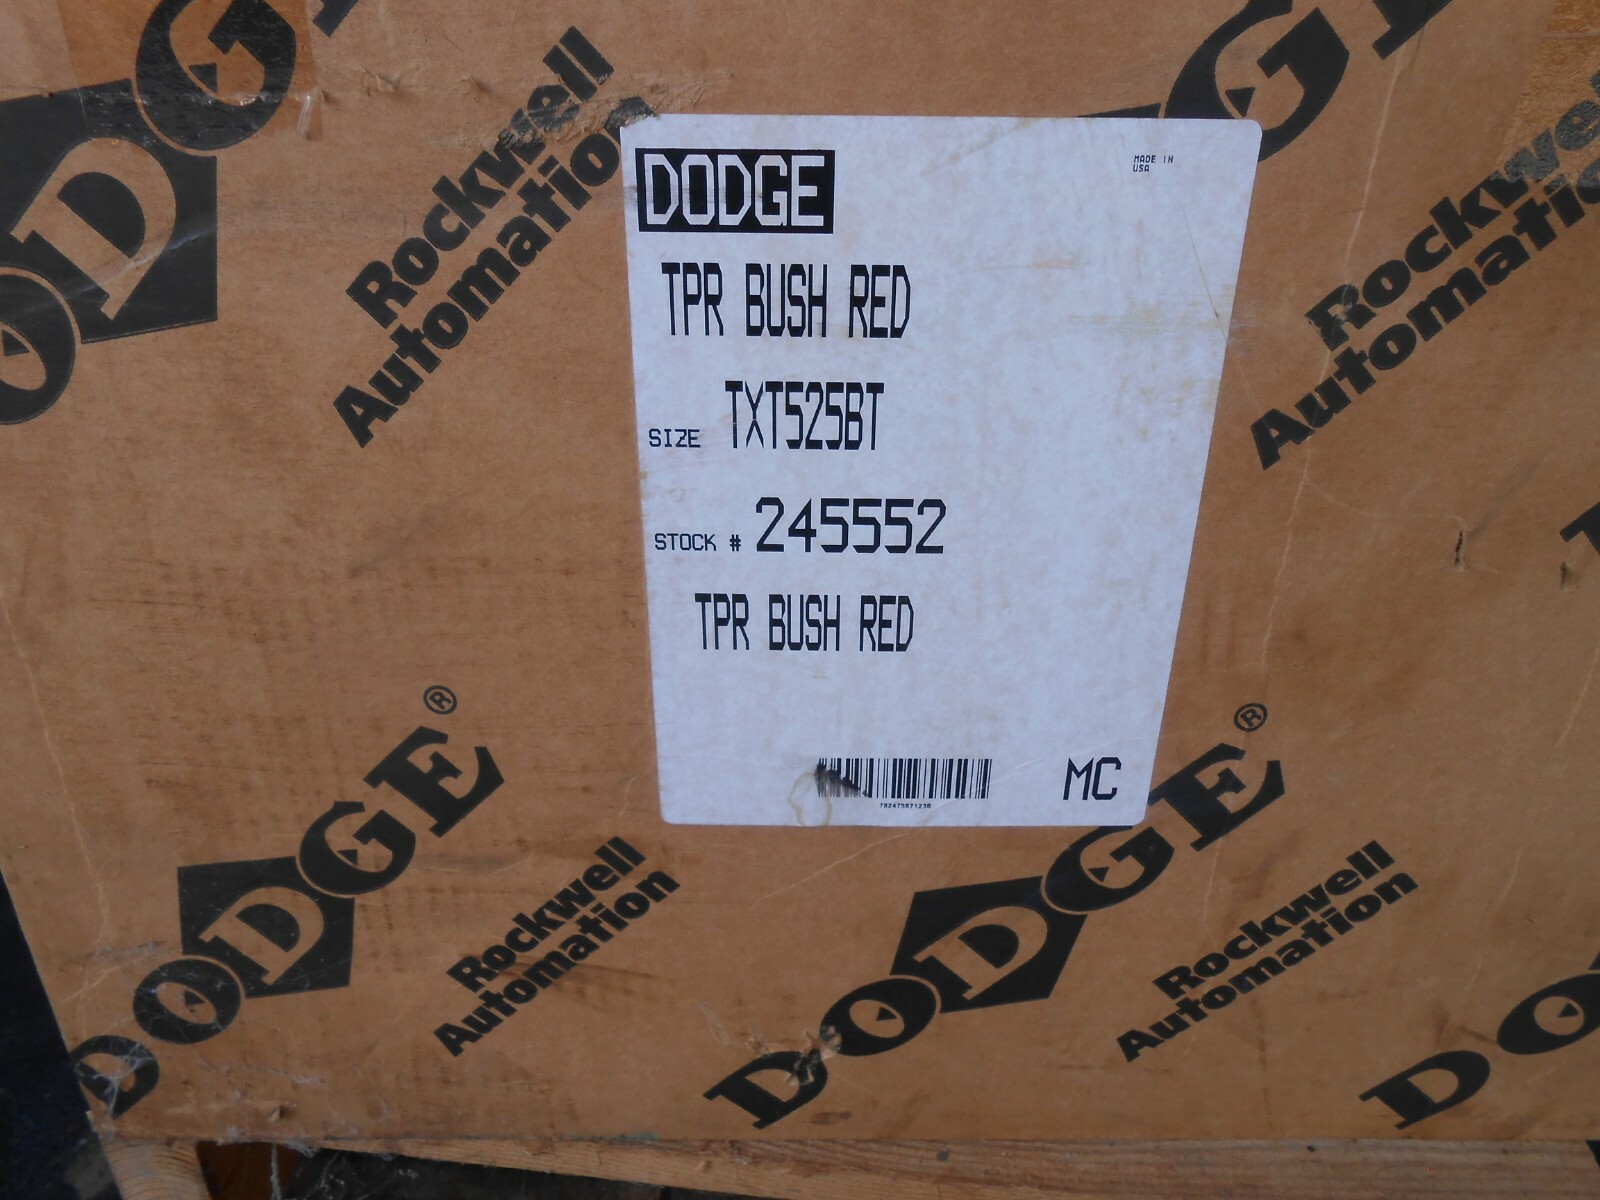 DODGE
Rockwell
Automation
DODGE
MADE IN
USA
TPR BUSH RED
SIZE TXT525BT
STOCK # 245552
TPR BUSH RED
MC
DODGE
Rockwell
Automation
DODGE®
Rockwell
Automation
DODGE®
Rockwell
Automation